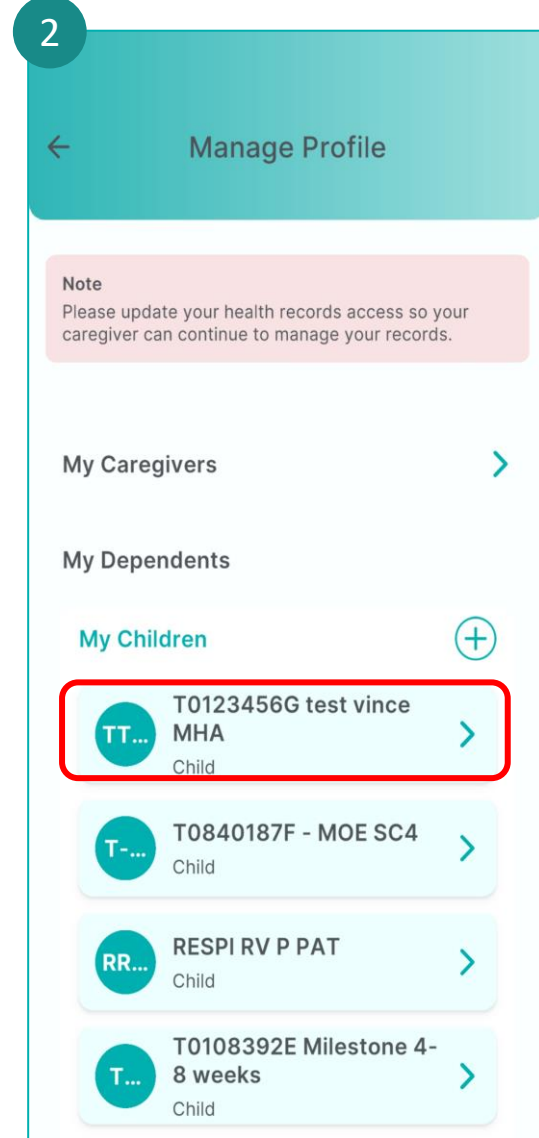 2
Manage Profile
Note
Please update your health records access so your
caregiver can continue to manage your records.
My Caregivers
My Dependents
My Children
TT...
T0123456G test vince
MHA
Child
T-...
T0840187F - MOE SC4
Child
RR...
RESPI RV P PAT
Child
T...
T0108392E Milestone 4-
8 weeks
Child